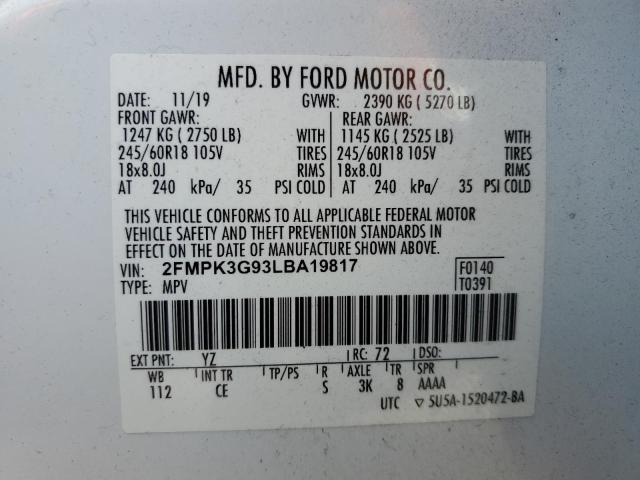 MFD. BY FORD MOTOR CO.
DATE: 11/19 GVWR: 2390 KG ( 5270 LB)
FRONT GAWR: REAR GAWR:
1247 KG ( 2750 LB) WITH 1145 KG ( 2525 LB) WITH
245/60R18 105V TIRES 245/60R18 105V TIRES
18x8.0J RIMS 18x8.0J RIMS
AT 240 kPa/ 35 PSI COLD AT 240 kPa/ 35 PSI COLD
THIS VEHICLE CONFORMS TO ALL APPLICABLE FEDERAL MOTOR
VEHICLE SAFETY AND THEFT PREVENTION STANDARDS IN
EFFECT ON THE DATE OF MANUFACTURE SHOWN ABOVE.
VIN: 2FMPK3G93LBA19817 F0140
TYPE: MPV T0391
EXT PNT: YZ RC: 72 DSO:
WB INT TR TP/PS R AXLE TR SPR
112 CE S 3K 8 AAAA
UTC ▽ 5U5A-1520472-BA